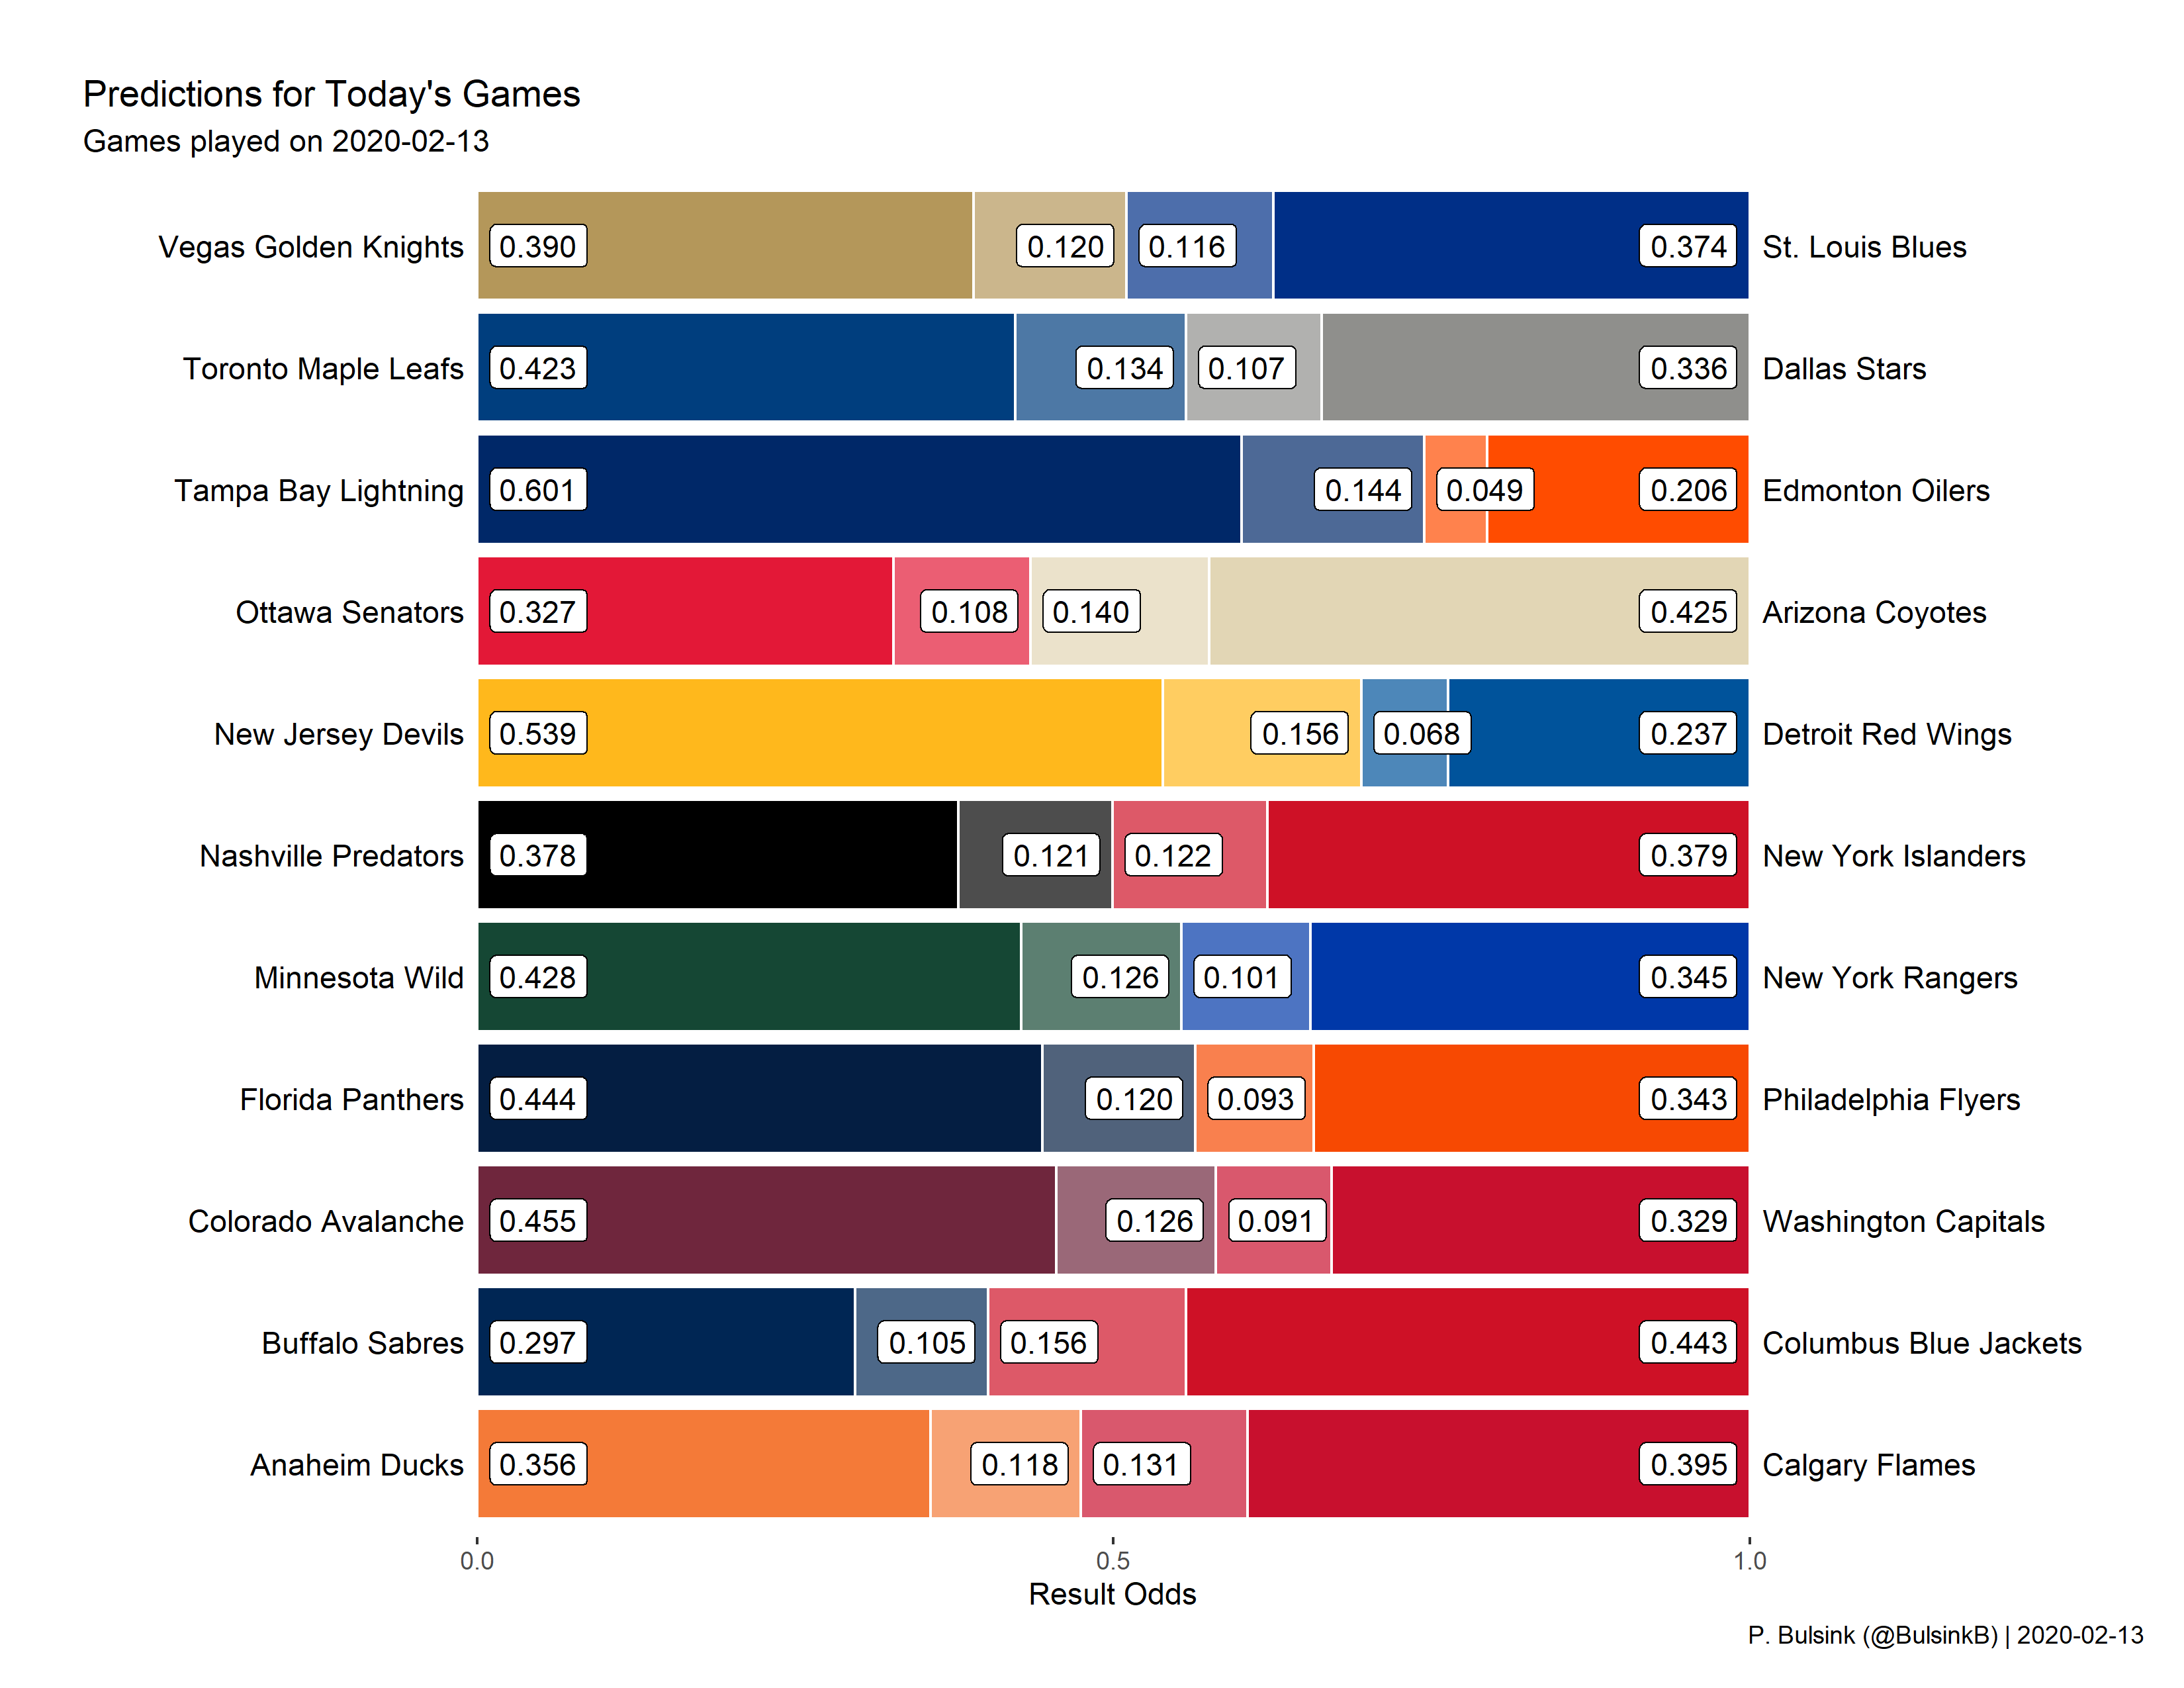 Predictions for Today's Games
Games played on 2020-02-13
Vegas Golden Knights 0.390 0.120 0.116 0.374 St. Louis Blues
Toronto Maple Leafs 0.423 0.134 0.107 0.336 Dallas Stars
Tampa Bay Lightning 0.601 0.144 0.049 0.206 Edmonton Oilers
Ottawa Senators 0.327 0.108 0.140 0.425 Arizona Coyotes
New Jersey Devils 0.539 0.156 0.068 0.237 Detroit Red Wings
Nashville Predators 0.378 0.121 0.122 0.379 New York Islanders
Minnesota Wild 0.428 0.126 0.101 0.345 New York Rangers
Florida Panthers 0.444 0.120 0.093 0.343 Philadelphia Flyers
Colorado Avalanche 0.455 0.126 0.091 0.329 Washington Capitals
Buffalo Sabres 0.297 0.105 0.156 0.443 Columbus Blue Jackets
Anaheim Ducks 0.356 0.118 0.131 0.395 Calgary Flames
0.0 0.5 1.0
Result Odds
P. Bulsink (@BulsinkB) | 2020-02-13